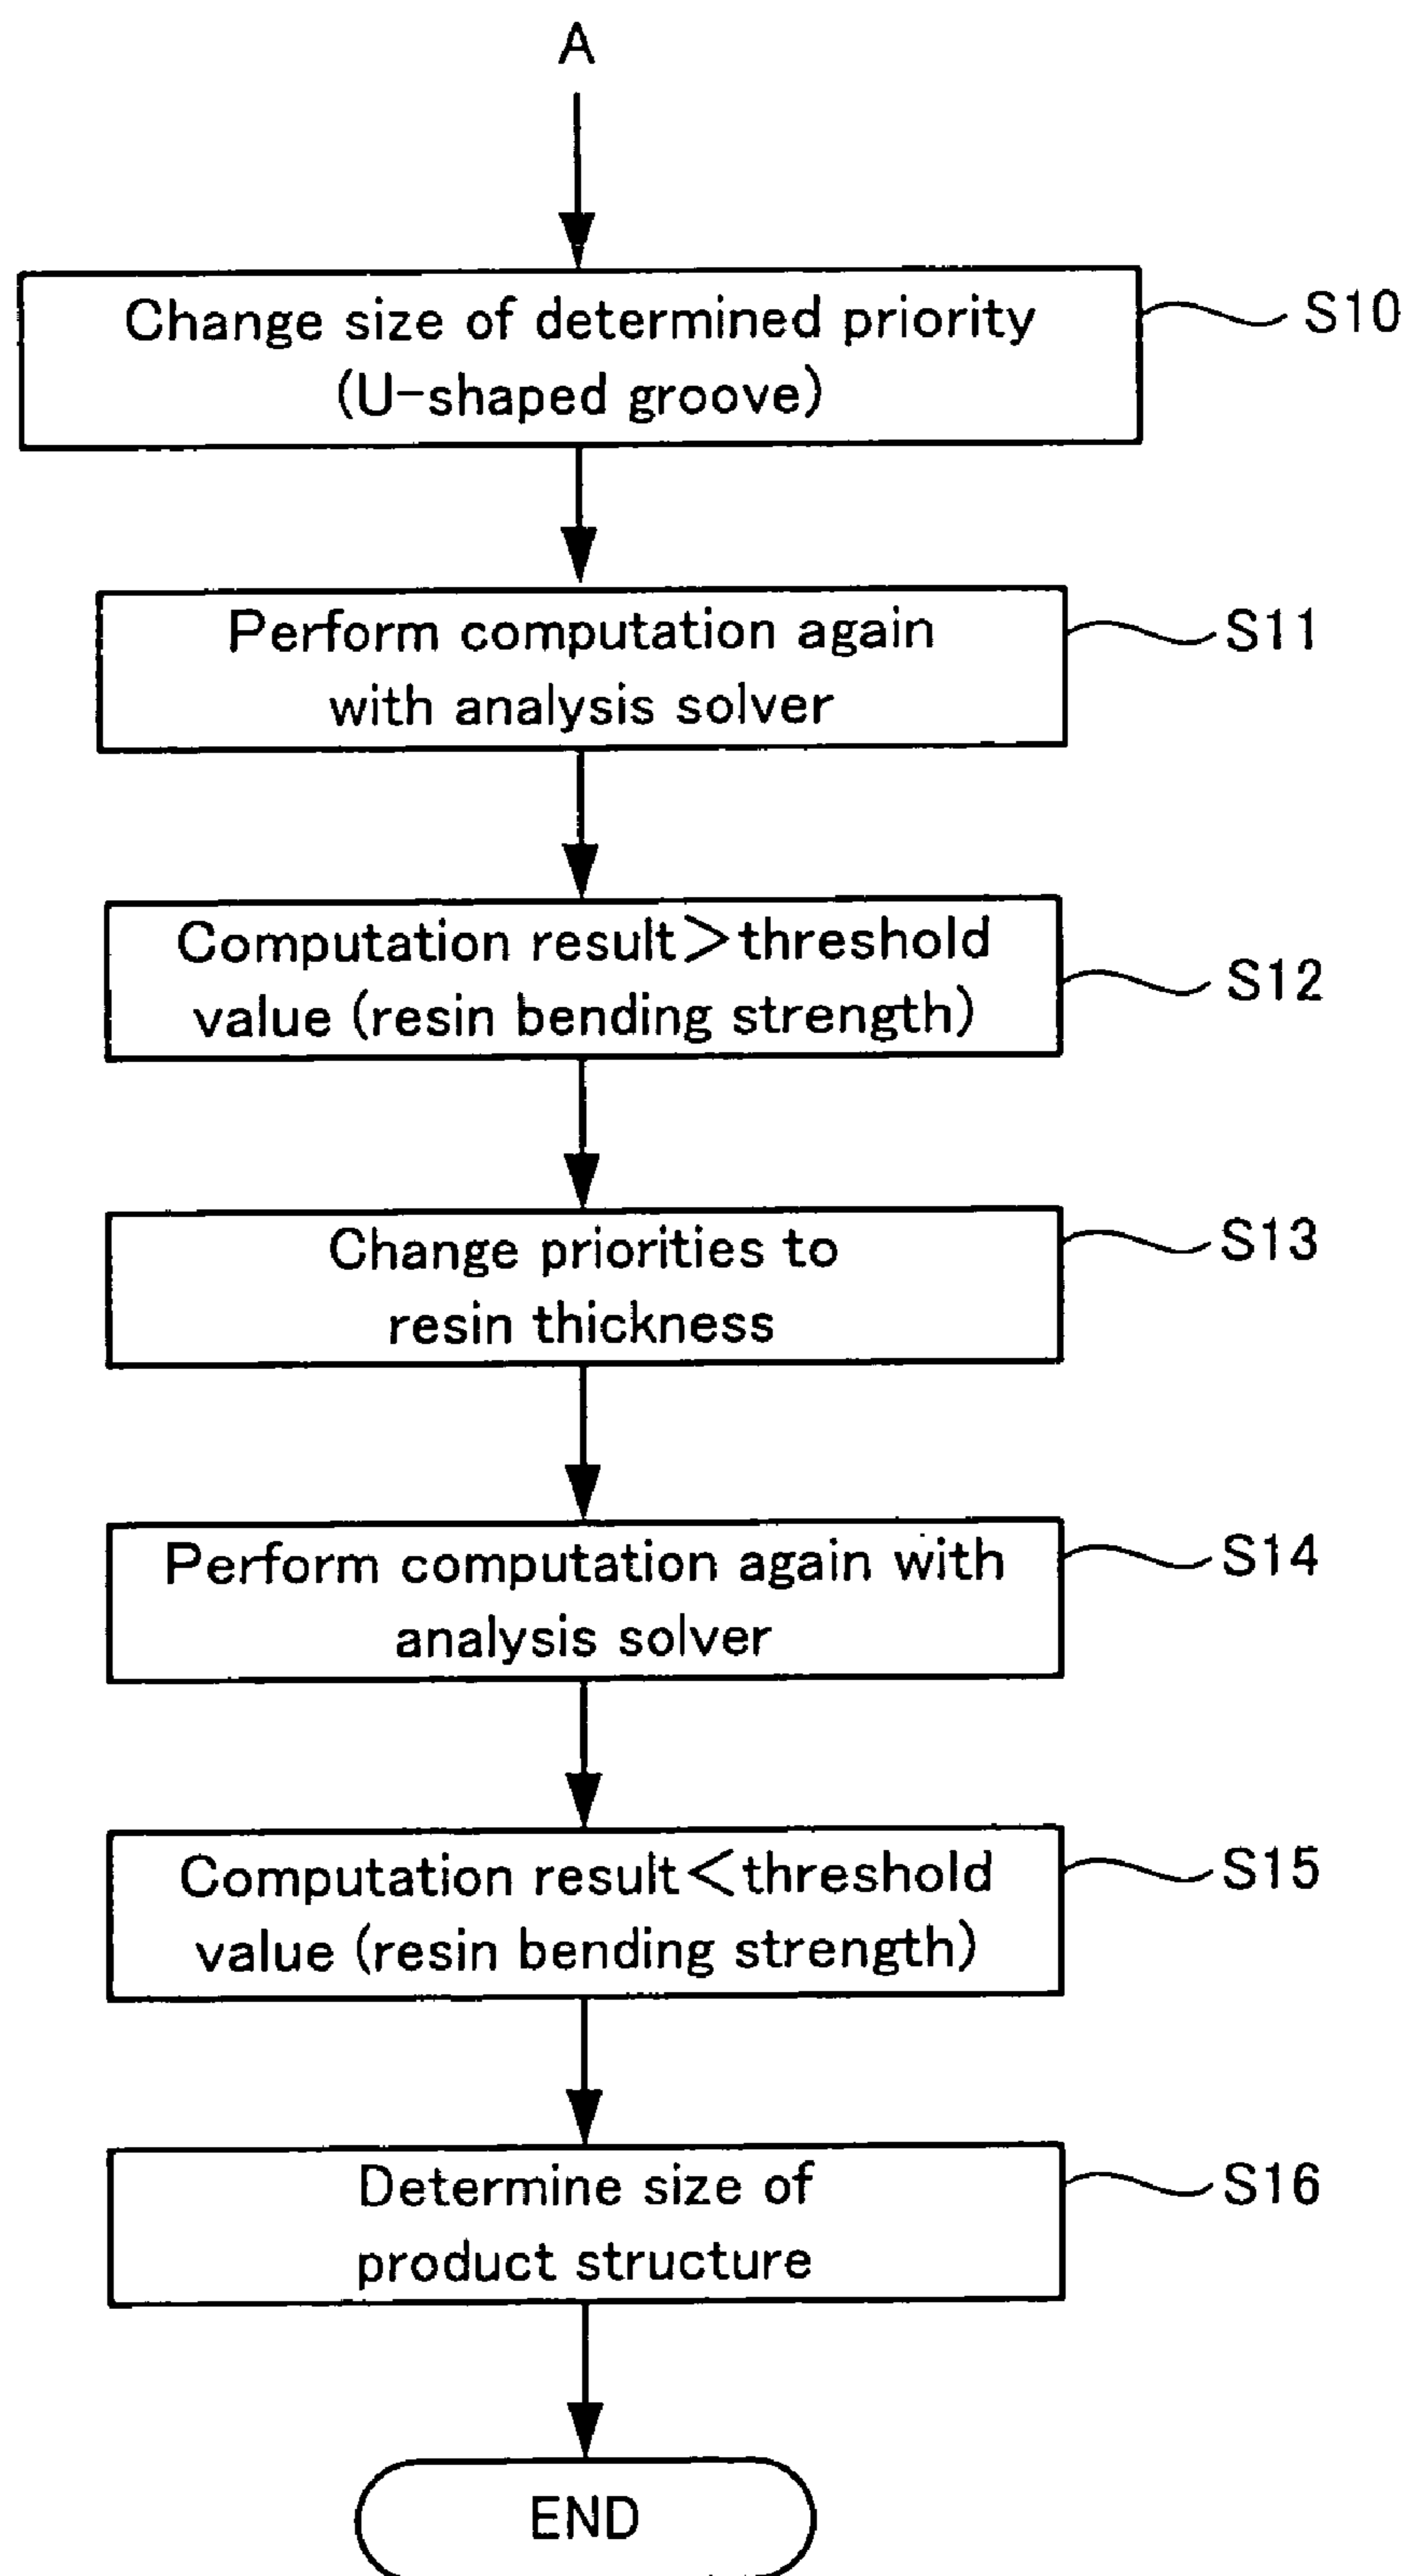 A
Change size of determined priority
(U-shaped groove)
S10
Perform computation again
with analysis solver
S11
Computation result>threshold
value (resin bending strength)
S12
Change priorities to
resin thickness
S13
Perform computation again with
analysis solver
S14
Computation result<threshold
value (resin bending strength)
S15
Determine size of
product structure
S16
END